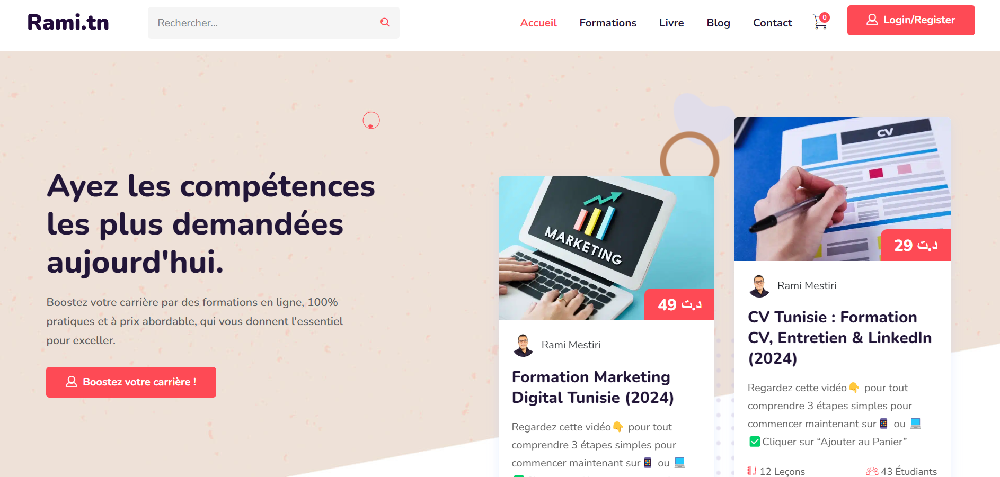 Rami.tn
Rechercher...
Accueil
Formations
Livre
Blog
Contact
0
Login/Register
Ayez les compétences
les plus demandées
aujourd'hui.
Boostez votre carrière par des formations en ligne, 100%
pratiques et à prix abordable, qui vous donnent l'essentiel
pour exceller.
Boostez votre carrière !
MARKETING
49 د.ت
Rami Mestiri
Formation Marketing
Digital Tunisie (2024)
Regardez cette vidéo👇 pour tout
comprendre 3 étapes simples pour
commencer maintenant sur📱 ou 💻
CV
29 د.ت
Rami Mestiri
CV Tunisie : Formation
CV, Entretien & LinkedIn
(2024)
Regardez cette vidéo👇 pour tout
comprendre 3 étapes simples pour
commencer maintenant sur📱 ou 💻
✅Cliquer sur “Ajouter au Panier”
12 Leçons
43 Étudiants